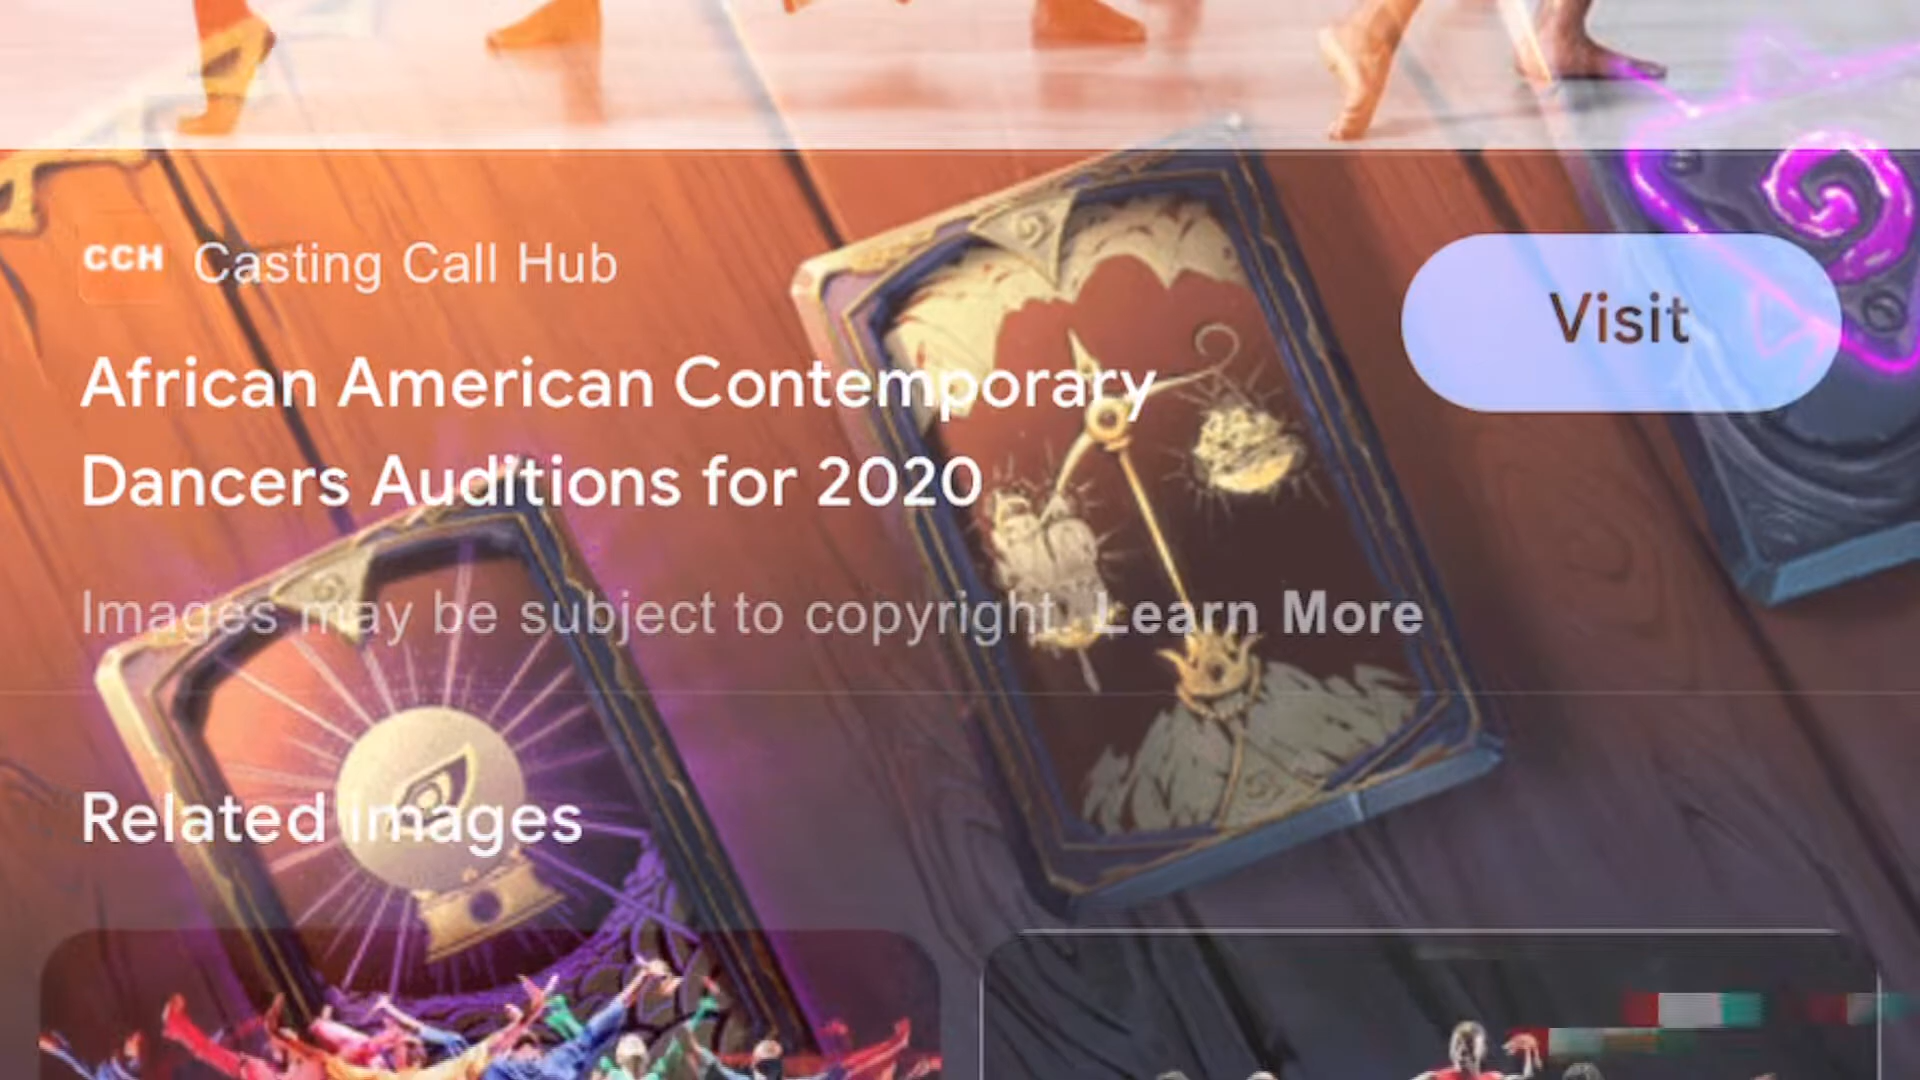 CCH Casting Call Hub
Visit
African American Contemporary
Dancers Auditions for 2020
Images may be subject to copyright. Learn More
Related images